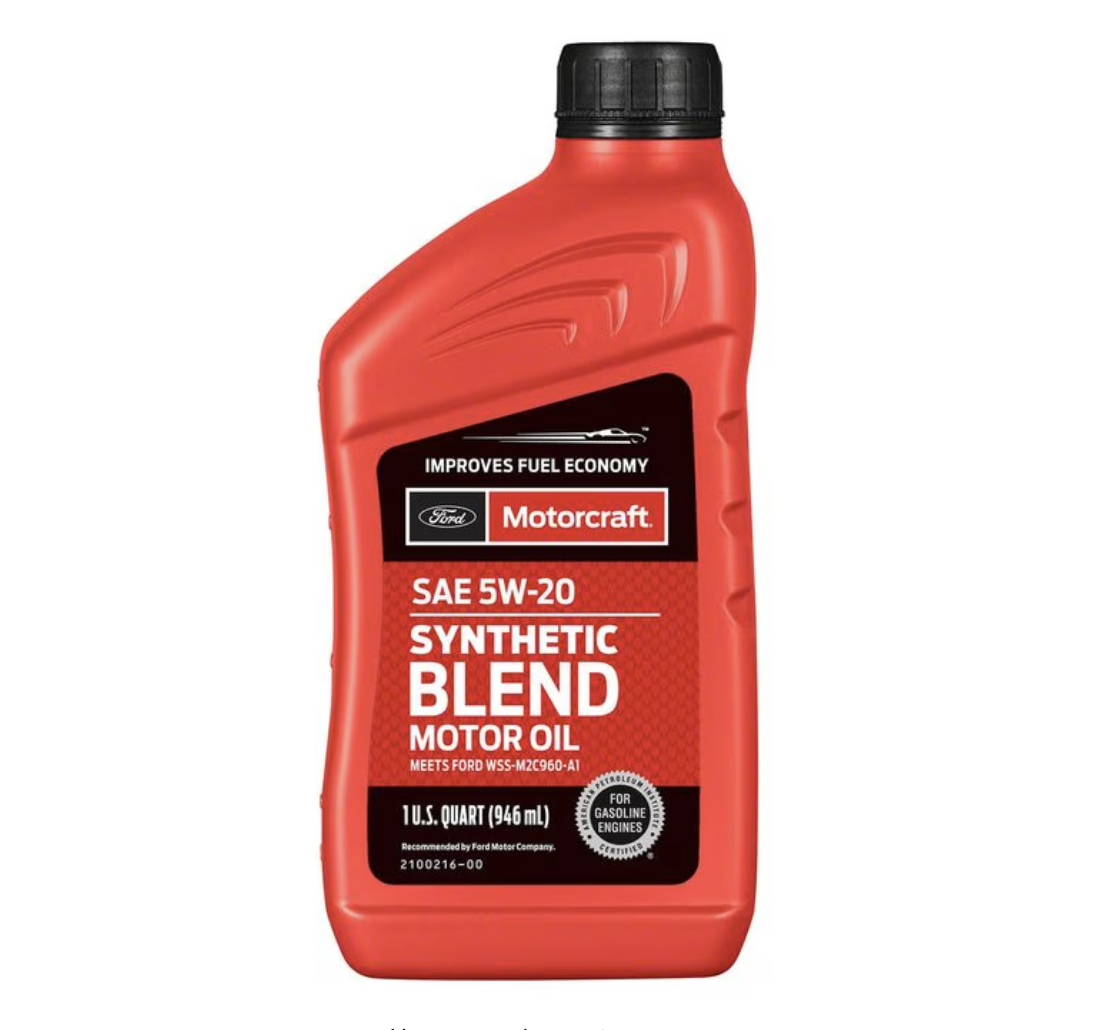 ™
IMPROVES FUEL ECONOMY
Ford
Motorcraft®
SAE 5W-20
SYNTHETIC
BLEND
MOTOR OIL
MEETS FORD WSS-M2C960-A1
1 U.S. QUART (946 mL)
Recommended by Ford Motor Company.
2100216-00
AMERICAN PETROLEUM INSTITUTE
FOR
GASOLINE
ENGINES
CERTIFIED
®